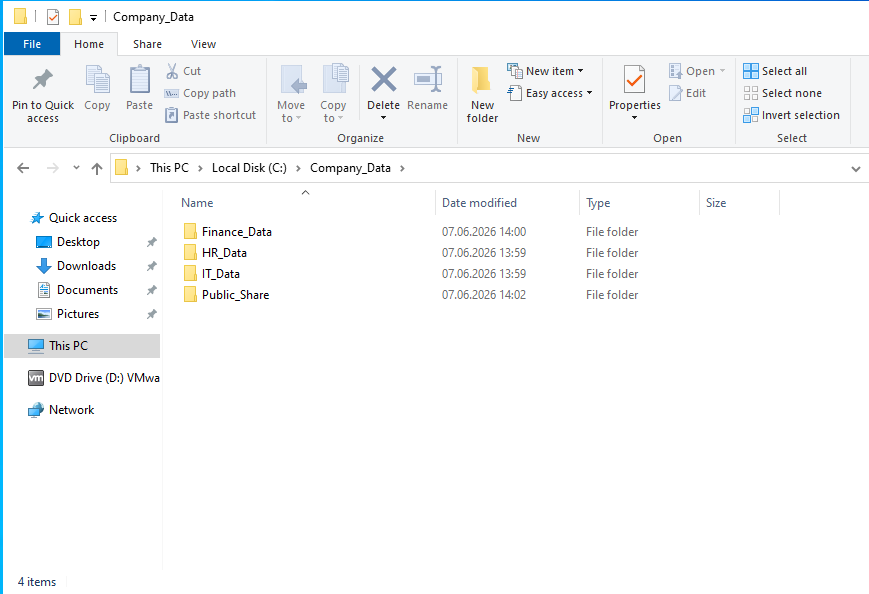 Company_Data
File Home Share View
Pin to Quick access
Copy
Paste
Cut
Copy path
Paste shortcut
Clipboard
Move to
Copy to
Delete
Rename
Organize
New folder
New item
Easy access
New
Properties
Open
Edit
Open
Select all
Select none
Invert selection
Select
This PC Local Disk (C:) Company_Data
Name Date modified Type Size
Quick access
Desktop
Downloads
Documents
Pictures
This PC
vm DVD Drive (D:) VMwa
Network
Finance_Data 07.06.2026 14:00 File folder
HR_Data 07.06.2026 13:59 File folder
IT_Data 07.06.2026 13:59 File folder
Public_Share 07.06.2026 14:02 File folder
4 items